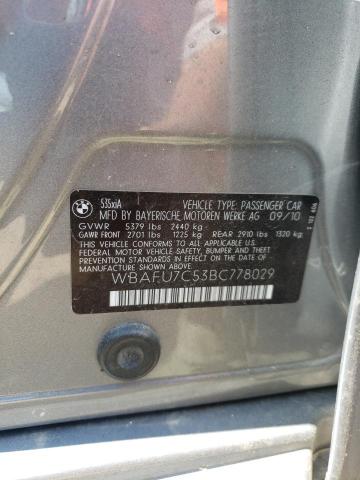 BMW
535xiA VEHICLE TYPE: PASSENGER CAR
MFD BY BAYERISCHE MOTOREN WERKE AG 09/10
GVWR 5379 lbs 2440 kg
GAWR FRONT 2701 lbs 1225 kg REAR 2910 lbs 1320 kg
THIS VEHICLE CONFORMS TO ALL APPLICABLE U.S.
FEDERAL MOTOR VEHICLE SAFETY, BUMPER, AND
THEFT PREVENTION STANDARDS IN EFFECT ON THE
DATE OF MANUFACTURE SHOWN ABOVE.
WBAFU7C53BC778029